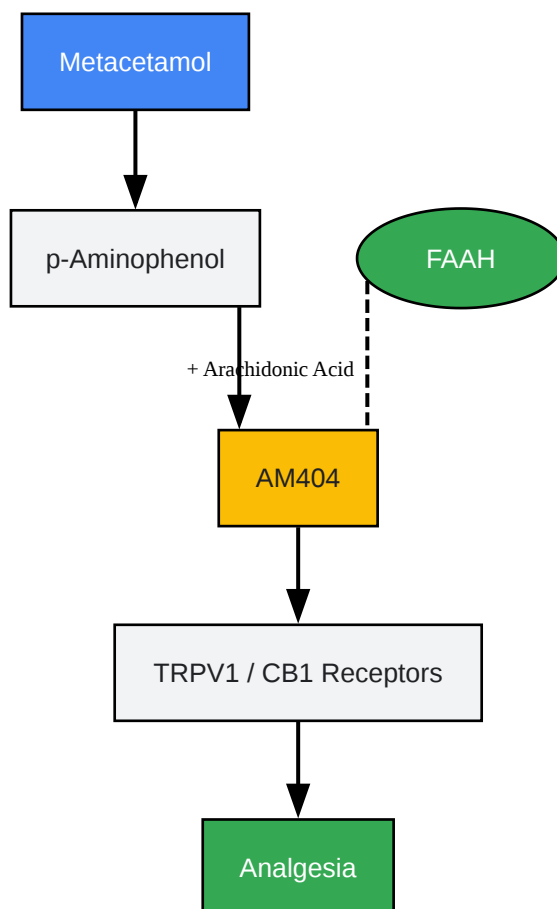 Metacetamol
p-Aminophenol
FAAH
+ Arachidonic Acid
AM404
TRPV1 / CB1 Receptors
Analgesia